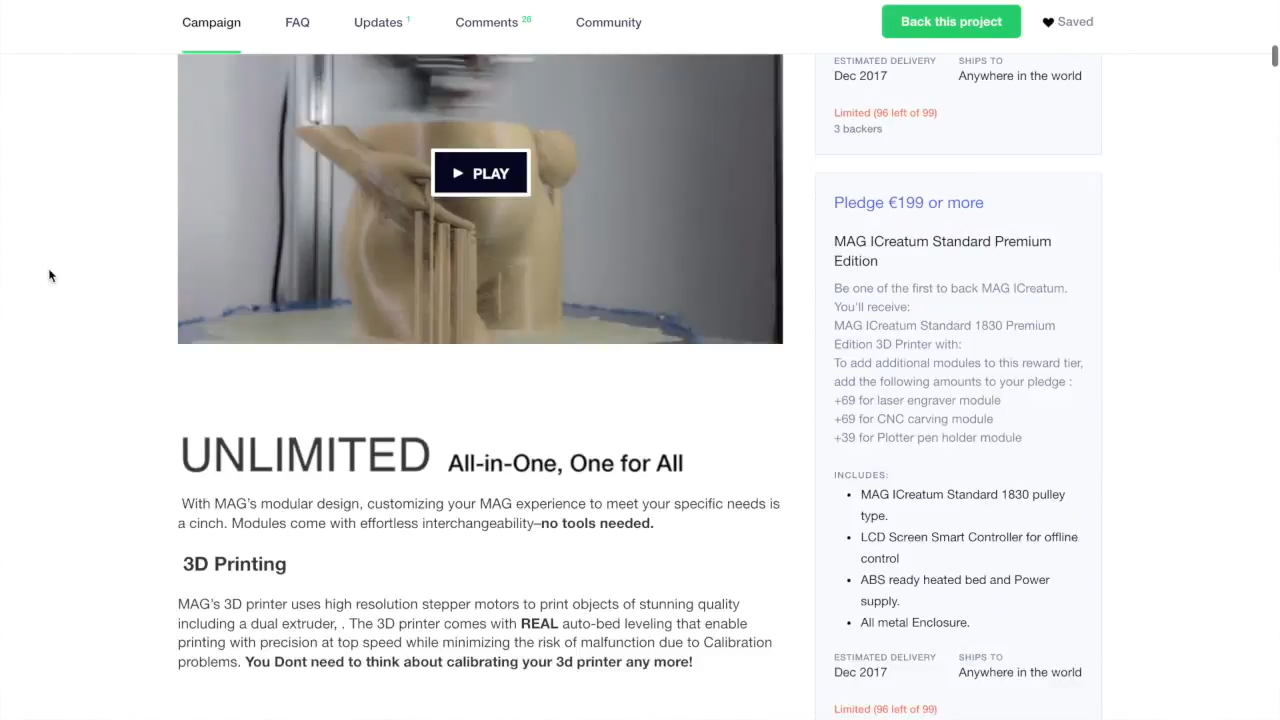 Campaign
FAQ
Updates 1
Comments 26
Community
Back this project
Saved
PLAY
UNLIMITED All-in-One, One for All
With MAG's modular design, customizing your MAG experience to meet your specific needs is
a cinch. Modules come with effortless interchangeability–no tools needed.
3D Printing
MAG's 3D printer uses high resolution stepper motors to print objects of stunning quality
including a dual extruder, . The 3D printer comes with REAL auto-bed leveling that enable
printing with precision at top speed while minimizing the risk of malfunction due to Calibration
problems. You Dont need to think about calibrating your 3d printer any more!
ESTIMATED DELIVERY SHIPS TO
Dec 2017 Anywhere in the world
Limited (96 left of 99)
3 backers
Pledge €199 or more
MAG ICreatum Standard Premium
Edition
Be one of the first to back MAG ICreatum.
You'll receive:
MAG ICreatum Standard 1830 Premium
Edition 3D Printer with:
To add additional modules to this reward tier,
add the following amounts to your pledge :
+69 for laser engraver module
+69 for CNC carving module
+39 for Plotter pen holder module
INCLUDES:
• MAG ICreatum Standard 1830 pulley
type.
• LCD Screen Smart Controller for offline
control
• ABS ready heated bed and Power
supply.
• All metal Enclosure.
ESTIMATED DELIVERY SHIPS TO
Dec 2017 Anywhere in the world
Limited (96 left of 99)